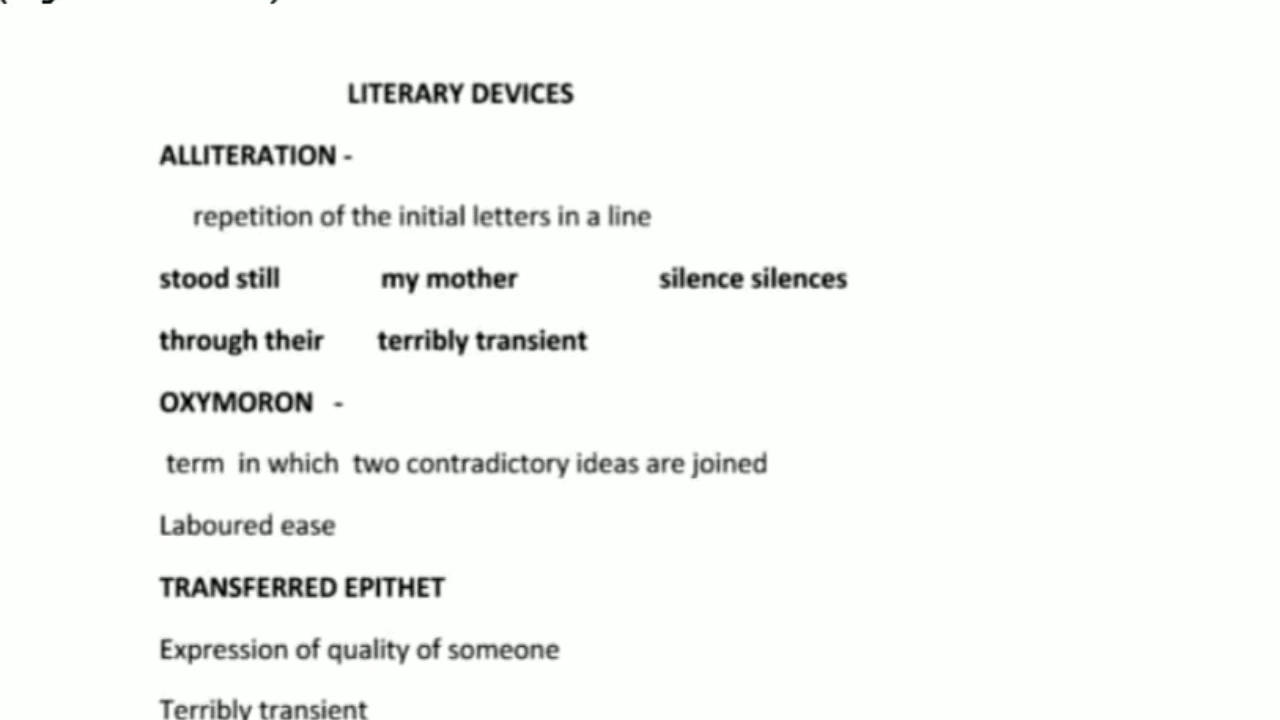 LITERARY DEVICES
ALLITERATION -
repetition of the initial letters in a line
stood still my mother silence silences
through their terribly transient
OXYMORON -
term in which two contradictory ideas are joined
Laboured ease
TRANSFERRED EPITHET
Expression of quality of someone
Terribly transient